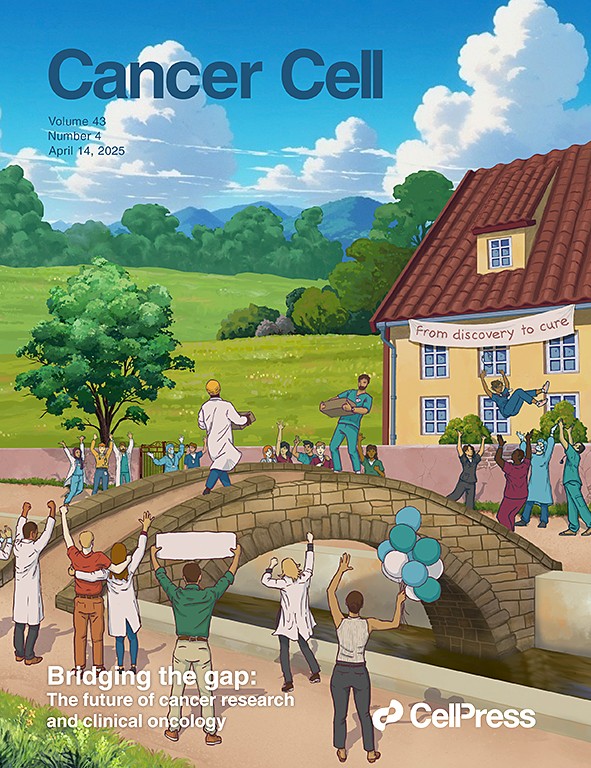 Cancer Cell
Volume 43
Number 4
April 14, 2025
From discovery to cure
Bridging the gap:
The future of cancer research
and clinical oncology
CellPress